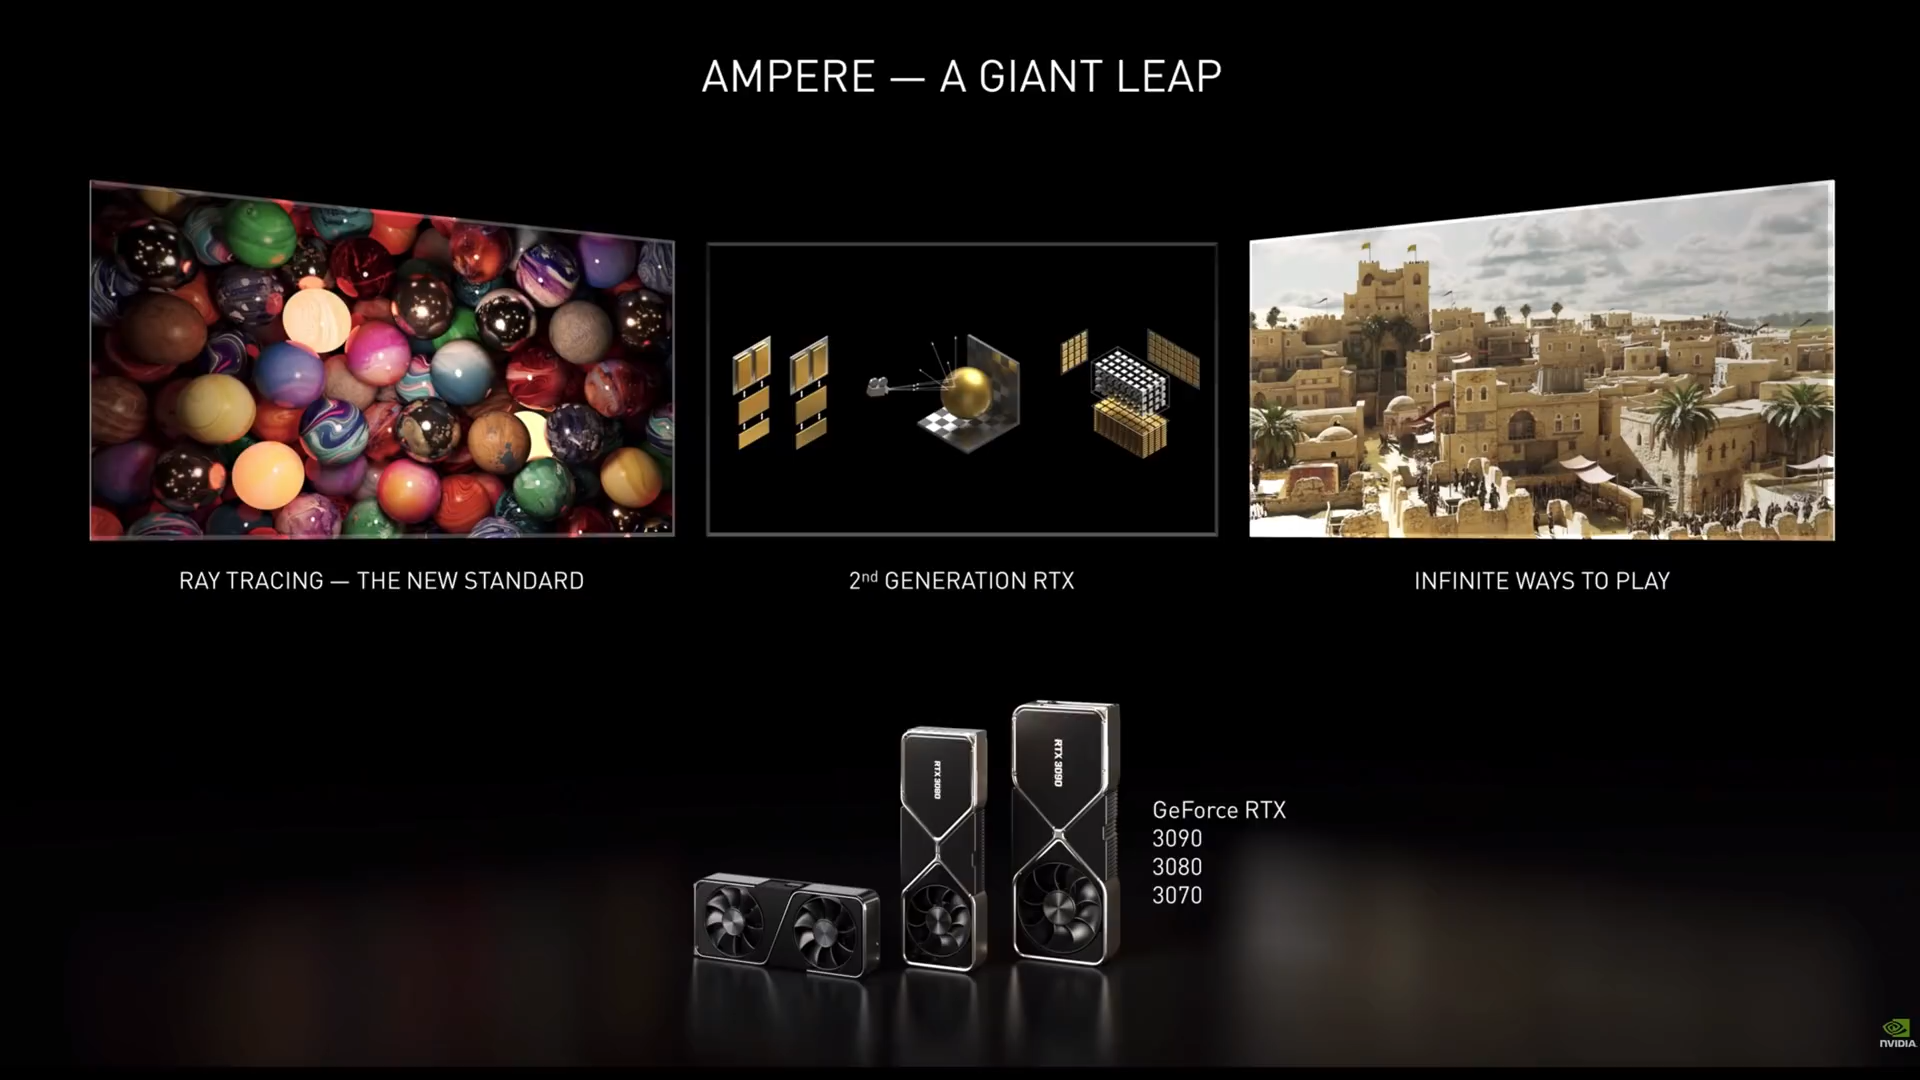 AMPERE — A GIANT LEAP
RAY TRACING — THE NEW STANDARD
2nd GENERATION RTX
INFINITE WAYS TO PLAY
RTX 3080
RTX 3090
GeForce RTX
3090
3080
3070
NVIDIA